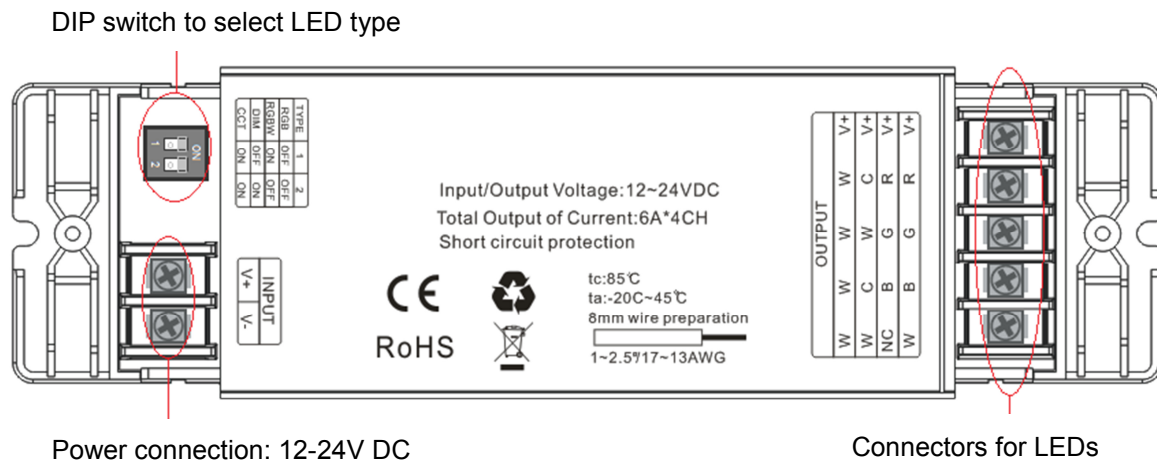 DIP switch to select LED type
ON
1 2
TYPE 1 2
RGB OFF OFF
RGBW ON OFF
DIM OFF ON
CCT ON ON
INPUT
V+ V-
Input/Output Voltage:12~24VDC
Total Output of Current:6A*4CH
Short circuit protection
CE
RoHS
tc:85℃
ta:-20C~45℃
8mm wire preparation
1~2.5²/17~13AWG
OUTPUT
W W W W V+
W C W C V+
NC B G R V+
W B G R V+
Power connection: 12-24V DC
Connectors for LEDs